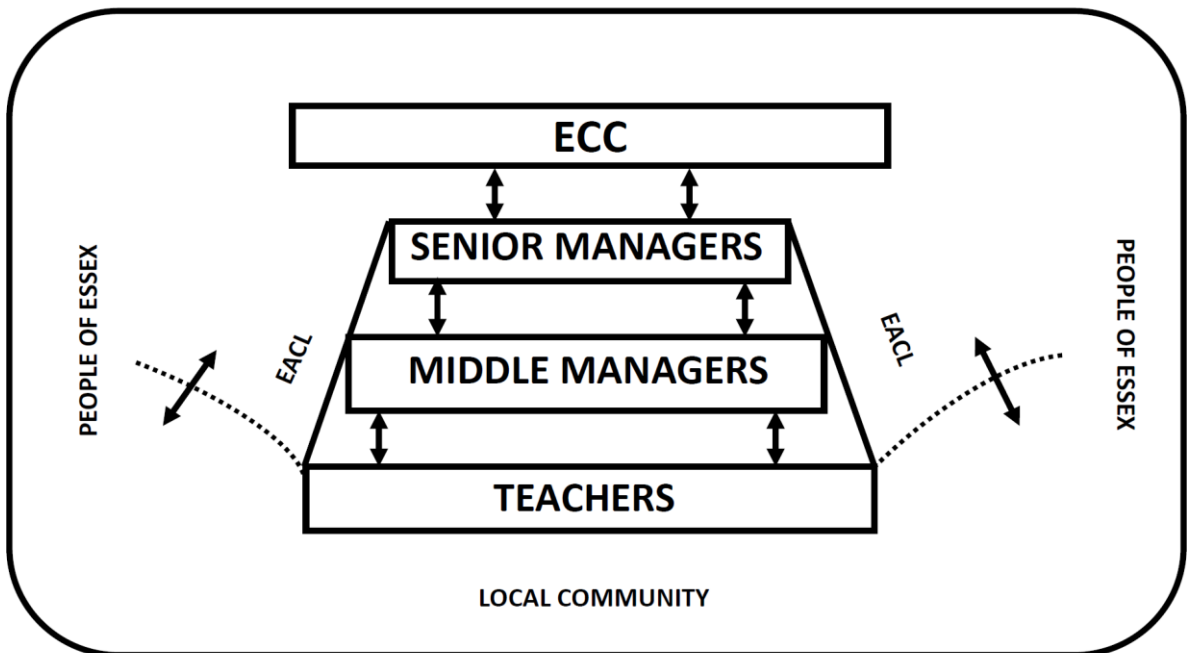 ECC
SENIOR MANAGERS
PEOPLE OF ESSEX
PEOPLE OF ESSEX
EACL
EACL
MIDDLE MANAGERS
TEACHERS
LOCAL COMMUNITY